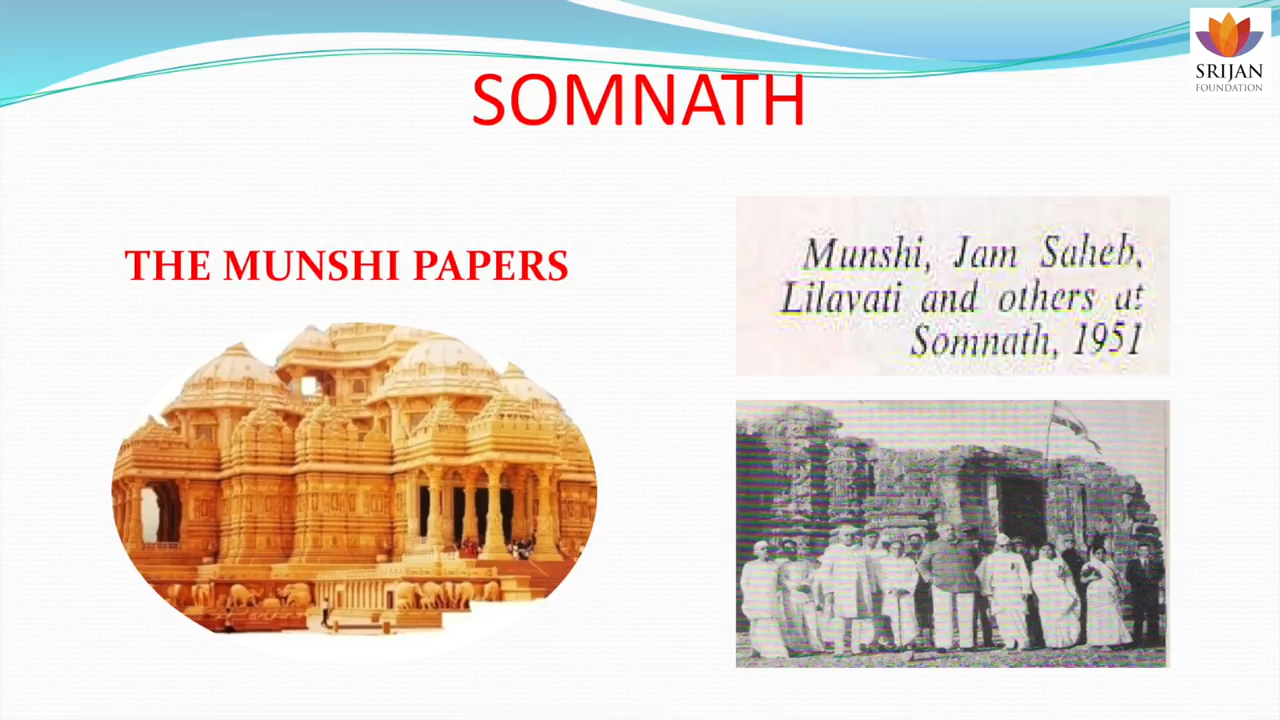 SOMNATH
SRIJAN
FOUNDATION
THE MUNSHI PAPERS
Munshi, Jam Saheb,
Lilavati and others at
Somnath, 1951